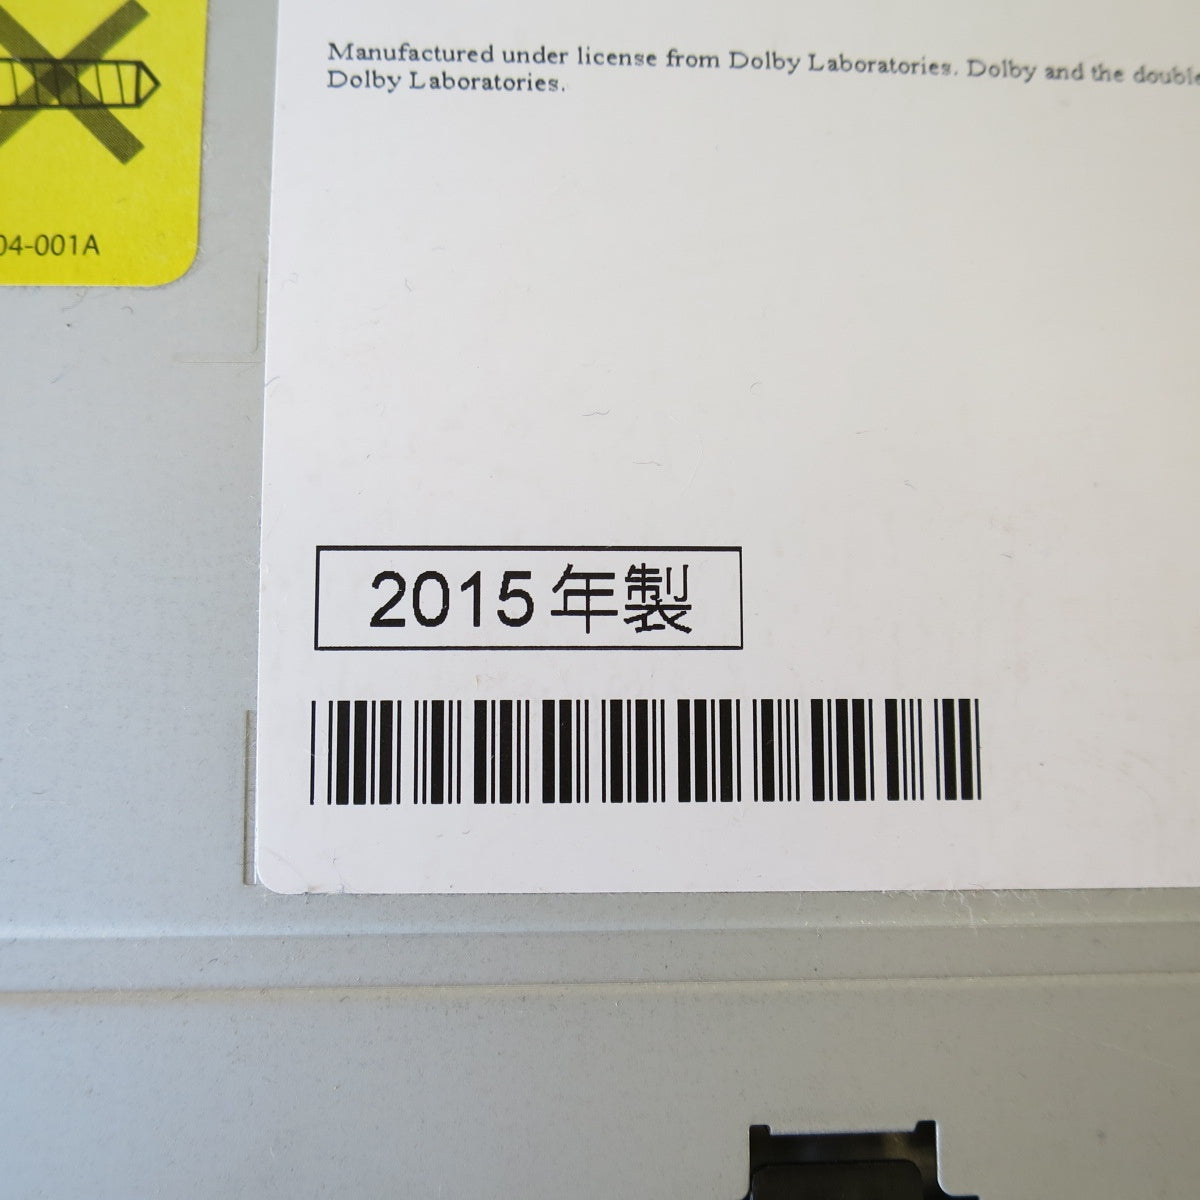 Manufactured under license from Dolby Laboratories. Dolby and the double
Dolby Laboratories.
04-001A
2015年製